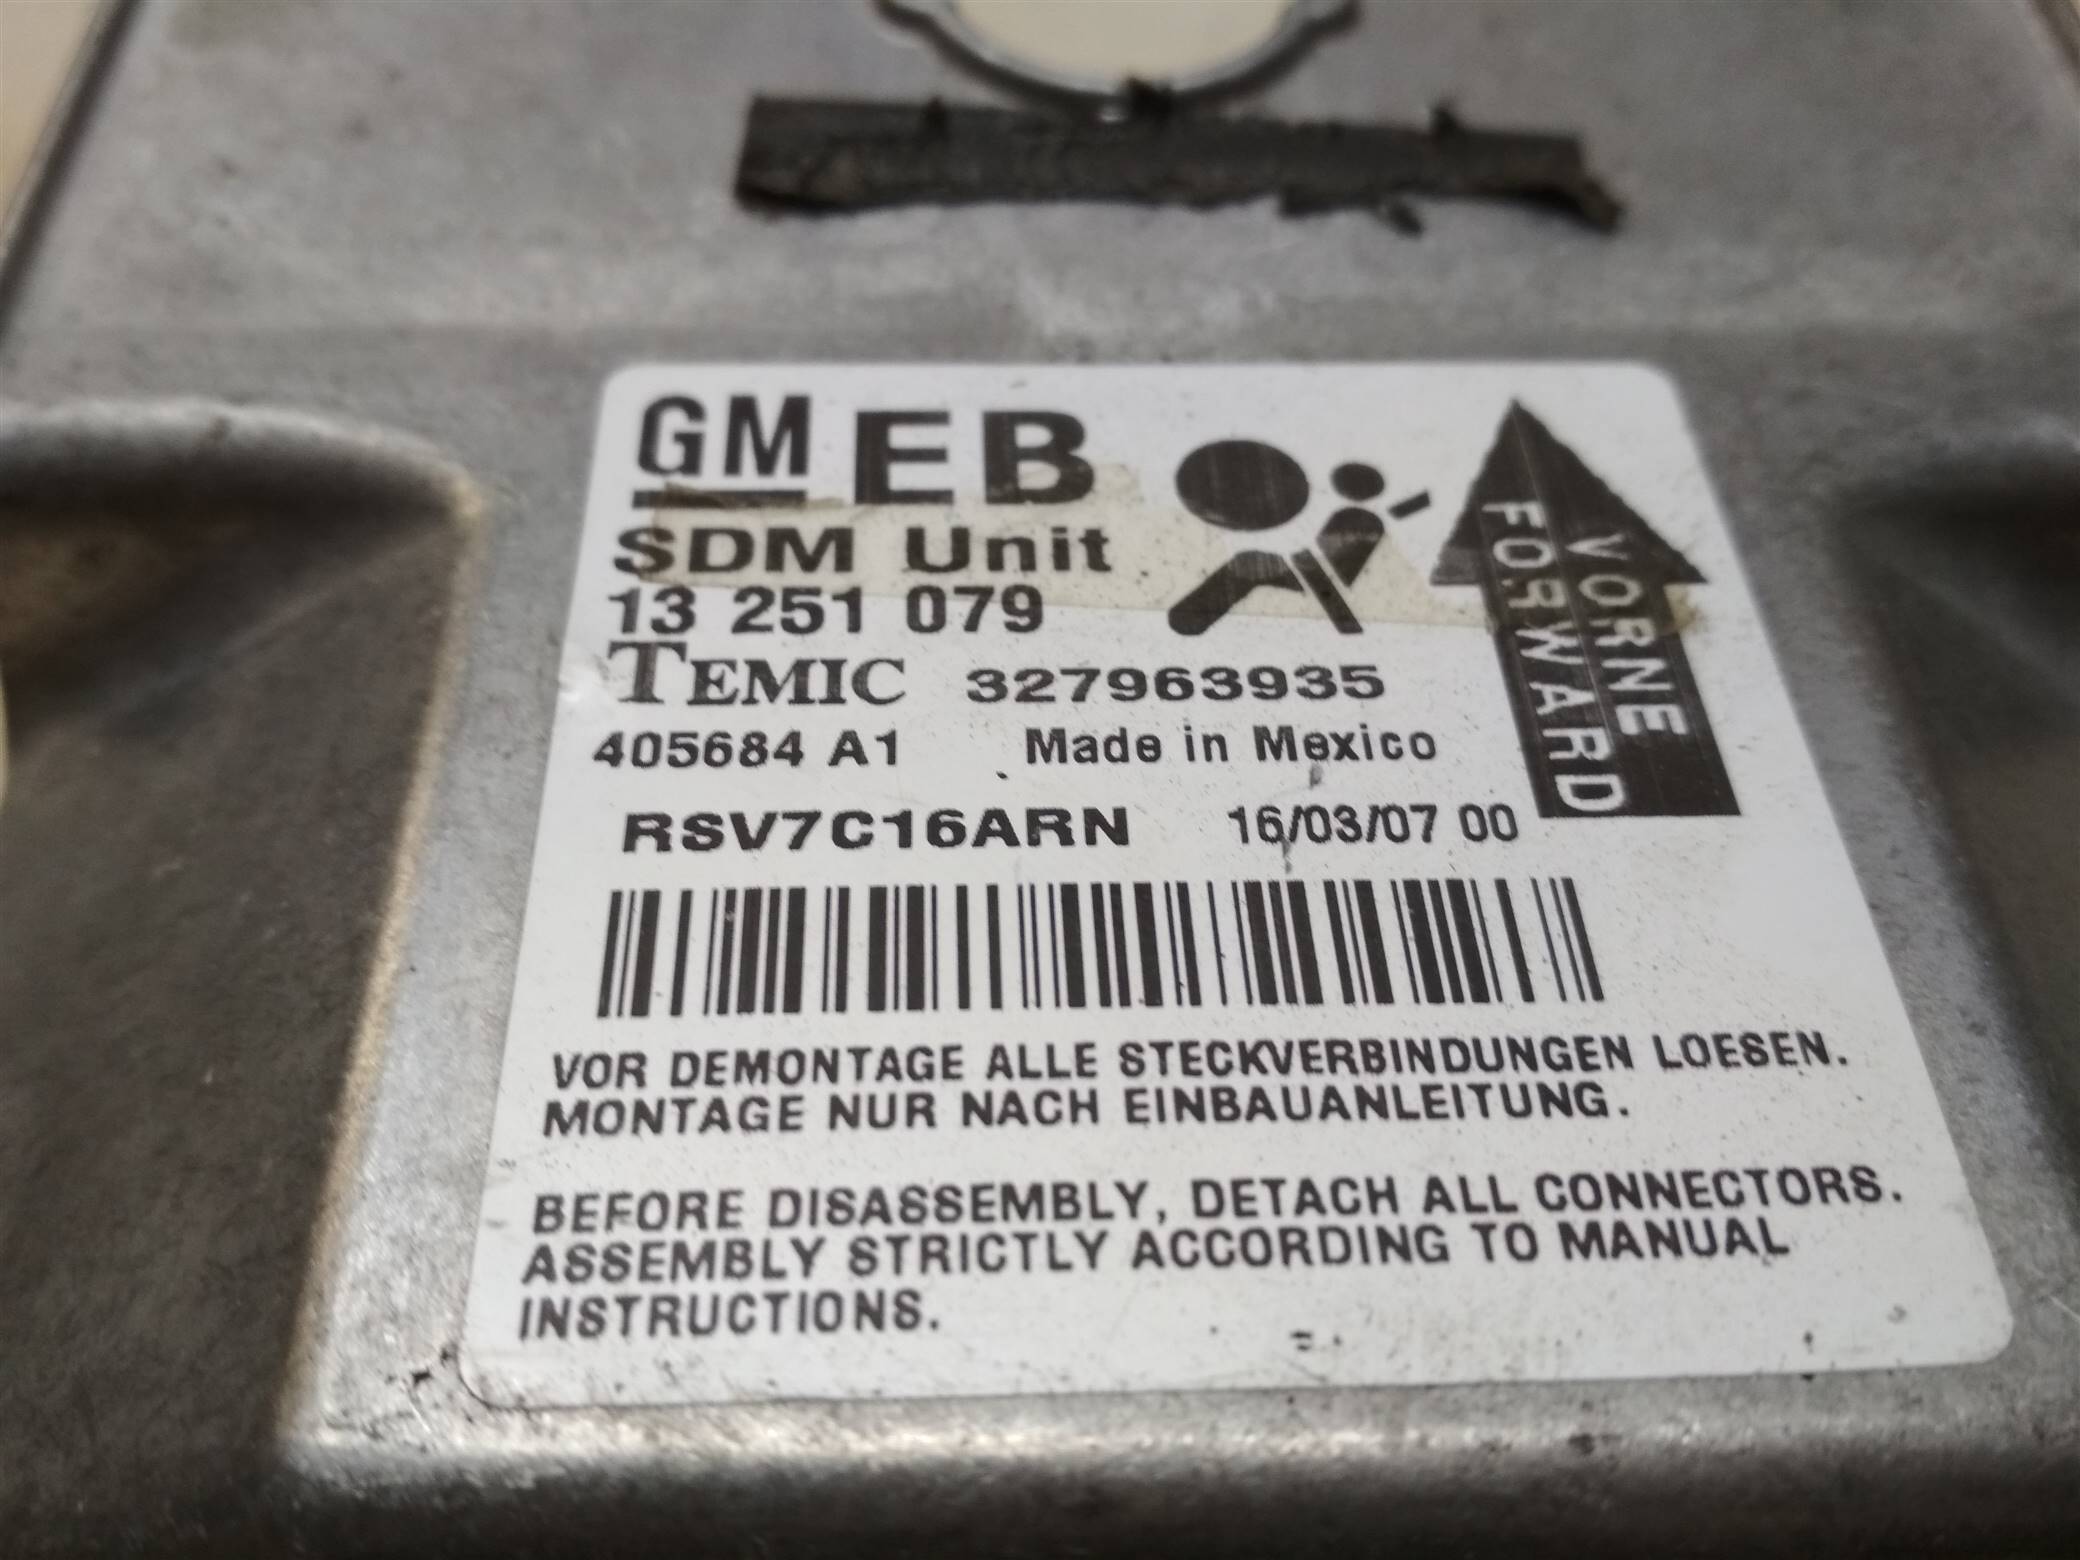 GM EB
SDM Unit
13 251 079
TEMIC 327963935
405684 A1 Made in Mexico
RSV7C16ARN 16/03/07 00
VORNE
FORWARD
VOR DEMONTAGE ALLE STECKVERBINDUNGEN LOESEN.
MONTAGE NUR NACH EINBAUANLEITUNG.
BEFORE DISASSEMBLY, DETACH ALL CONNECTORS.
ASSEMBLY STRICTLY ACCORDING TO MANUAL
INSTRUCTIONS.